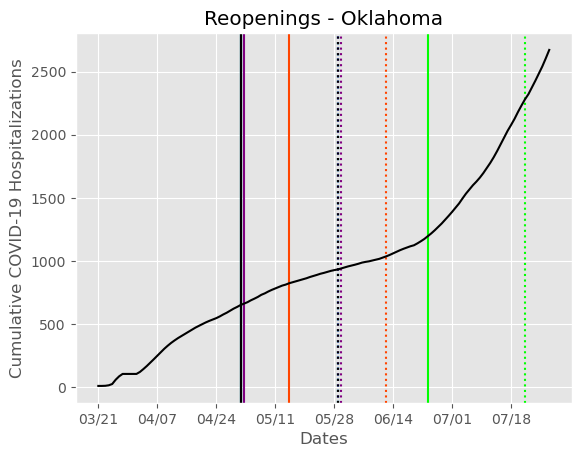 Reopenings - Oklahoma
Cumulative COVID-19 Hospitalizations
2500
2000
1500
1000
500
0
03/21 04/07 04/24 05/11 05/28 06/14 07/01 07/18
Dates